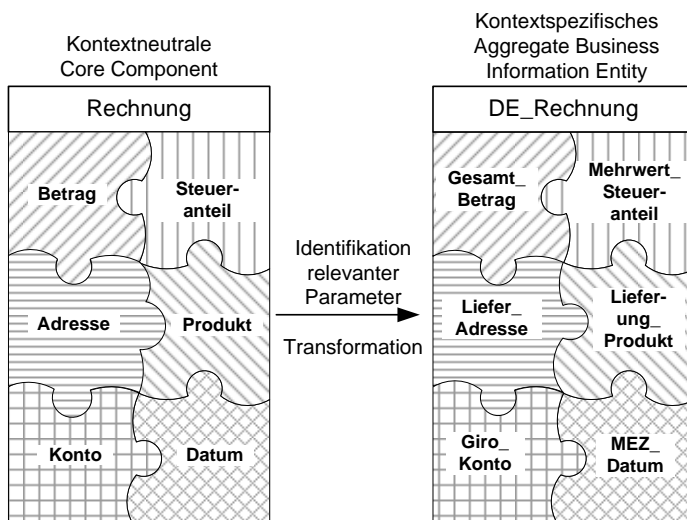 Kontextneutrale
Core Component
Rechnung
Betrag
Steuer-
anteil
Adresse
Produkt
Konto
Datum
Identifikation
relevanter
Parameter
Transformation
Kontextspezifisches
Aggregate Business
Information Entity
DE_Rechnung
Gesamt_
Betrag
Mehrwert_
Steuer-
anteil
Liefer_
Adresse
Liefer-
ung_
Produkt
Giro_
Konto
MEZ_
Datum